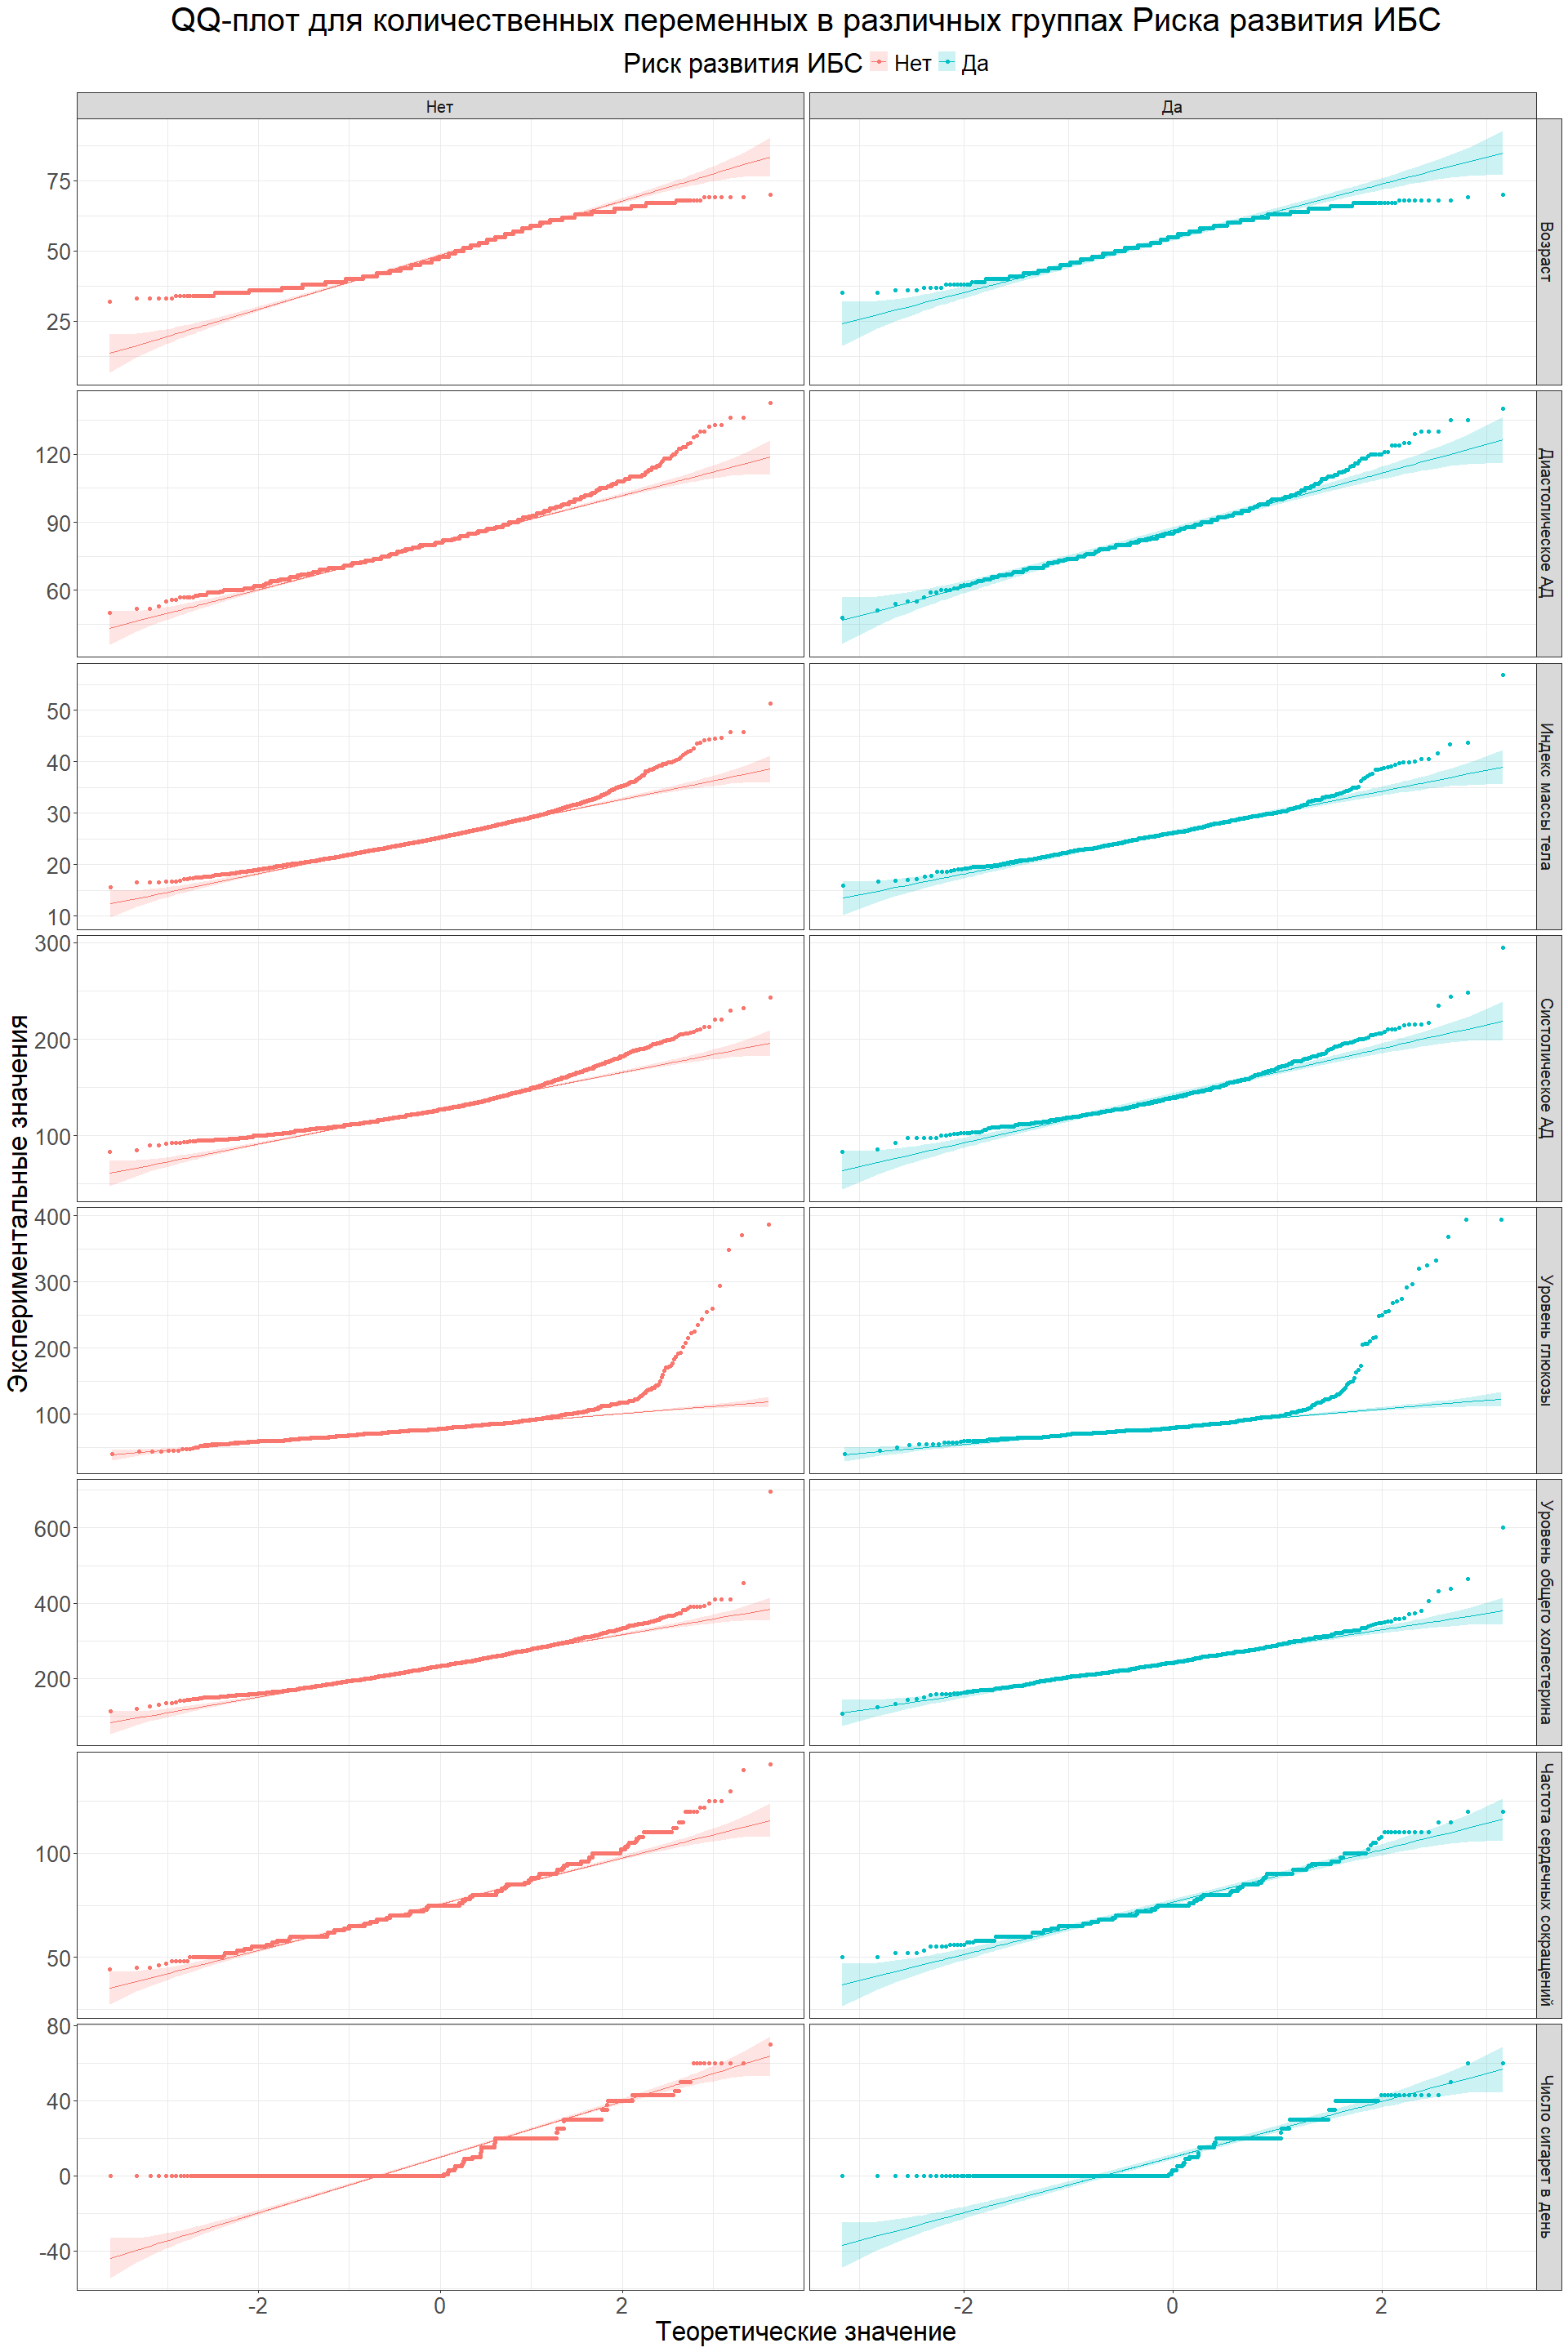 QQ-плот для количественных переменных в различных группах Риска развития ИБС
Риск развития ИБС Нет Да
Нет Да
75
50
25
Возраст
120
90
60
Диастолическое АД
50
40
30
20
10
Индекс массы тела
300
200
100
Систолическое АД
400
300
200
100
Уровень глюкозы
600
400
200
Уровень общего холестерина
100
50
Частота сердечных сокращений
80
40
0
-40
Число сигарет в день
Экспериментальные значения
-2 0 2 -2 0 2
Теоретические значение